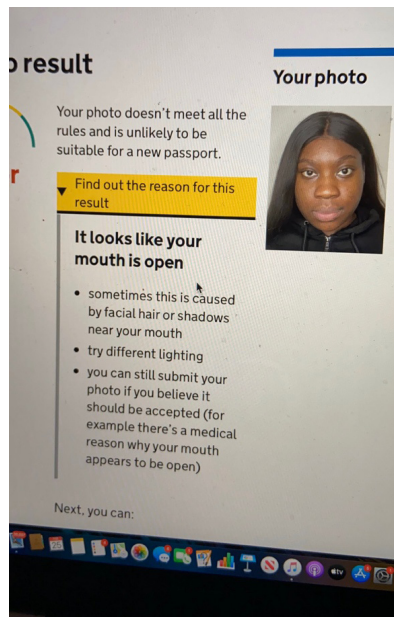 o result
Your photo
Your photo doesn't meet all the
rules and is unlikely to be
suitable for a new passport.
r
Find out the reason for this
result
It looks like your
mouth is open
• sometimes this is caused
by facial hair or shadows
near your mouth
• try different lighting
• you can still submit your
photo if you believe it
should be accepted (for
example there's a medical
reason why your mouth
appears to be open)
Next, you can:
tv